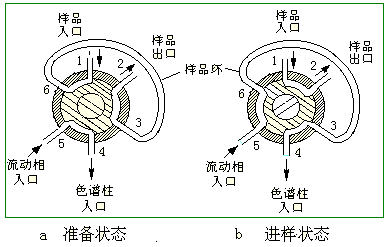 样品
入口
样品
出口
1
2
3
4
5
6
流动相
入口
色谱柱
入口
样品环
样品
入口
样品
出口
1
2
3
4
5
6
流动相
入口
色谱柱
入口
a 准备状态
b 进样状态